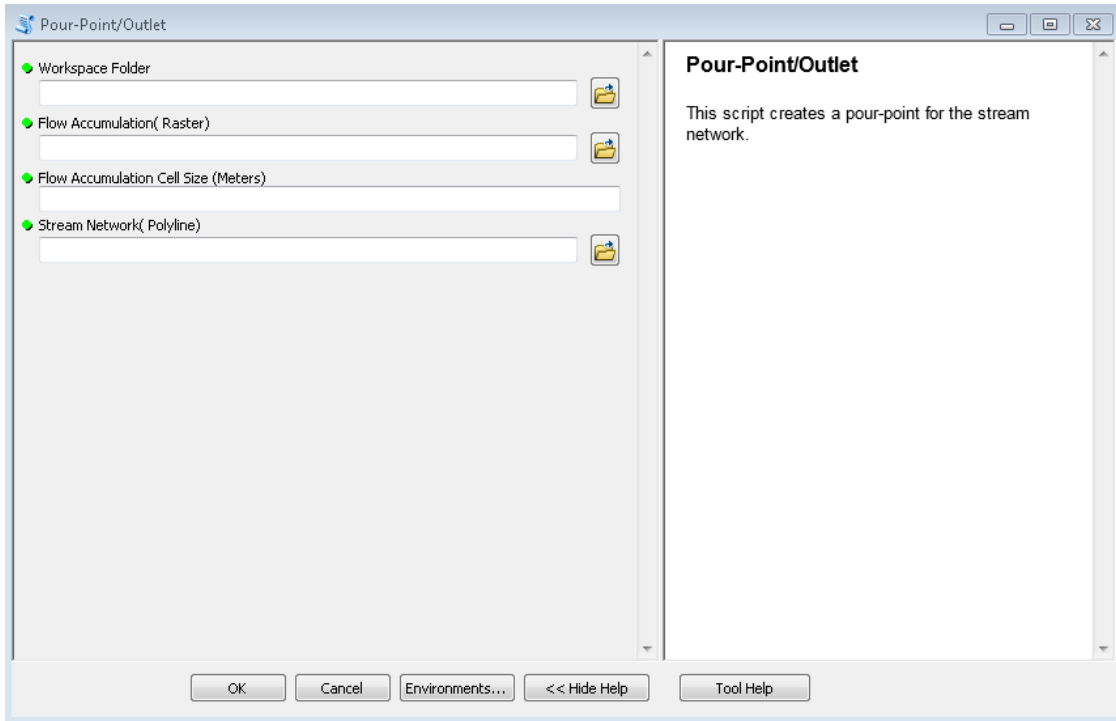 Pour-Point/Outlet
Workspace Folder
Flow Accumulation( Raster)
Flow Accumulation Cell Size (Meters)
Stream Network( Polyline)
Pour-Point/Outlet
This script creates a pour-point for the stream
network.
OK
Cancel
Environments...
<< Hide Help
Tool Help